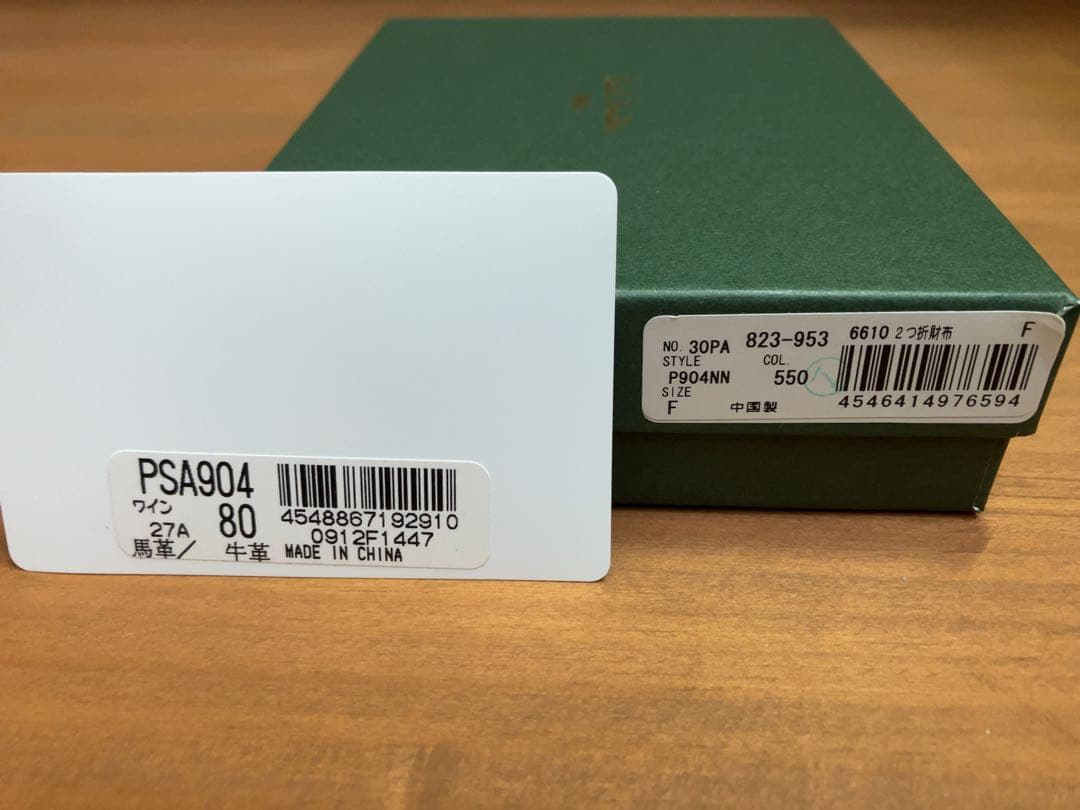 NO. 30PA 823-953 6610 2つ折財布 F
STYLE COL.
P904NN 550
SIZE
F 中国製 4546414976594
PSA904
ワイン
27A 80
馬革/ 牛革
4548867192910
0912F1447
MADE IN CHINA